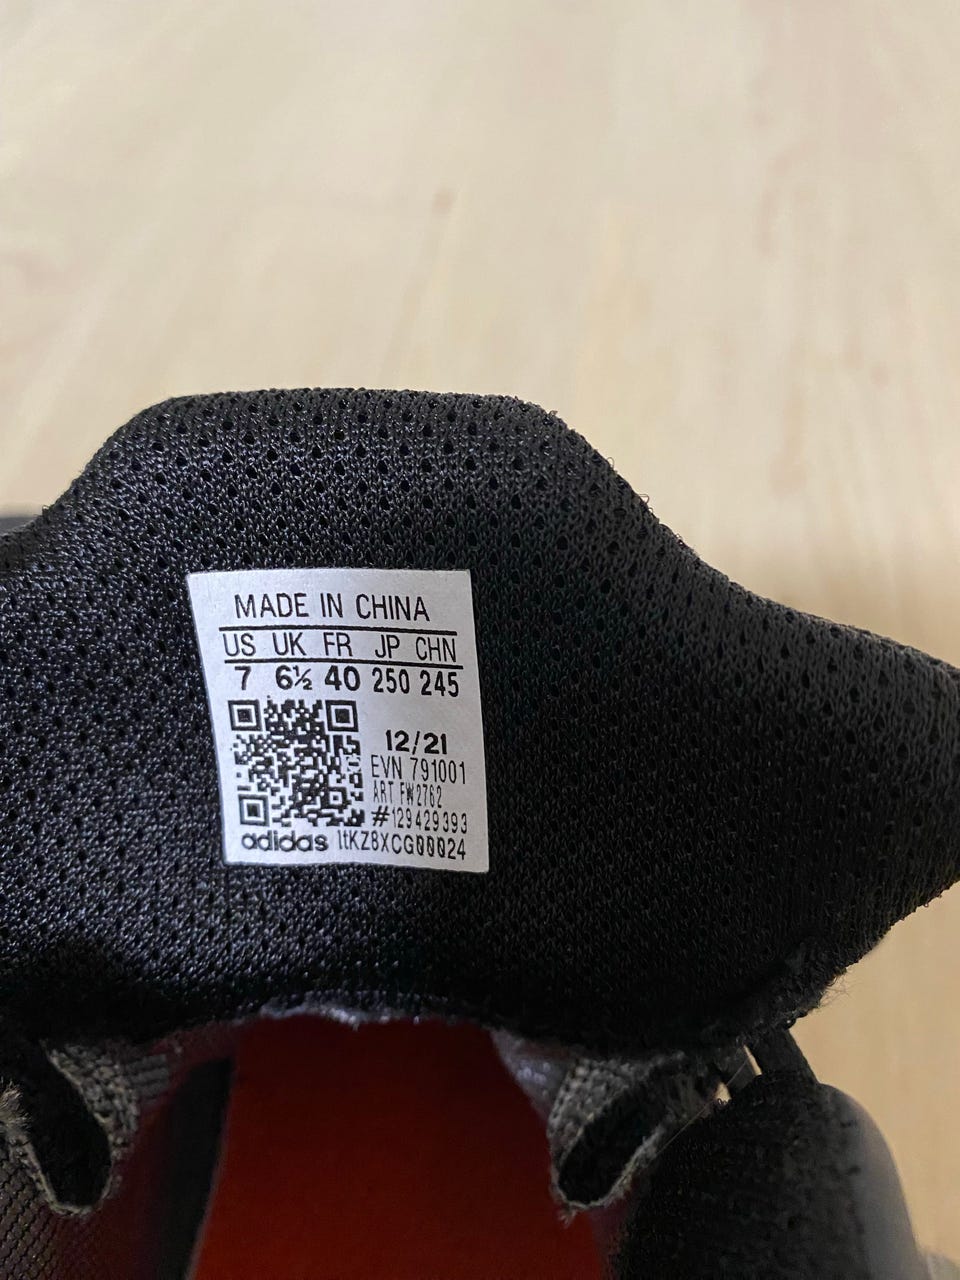 MADE IN CHINA
US UK FR JP CHN
7 6½ 40 250 245
12/21
EVN 791001
ART FW2762
#129429393
adidas 1tKZ8XCG00024